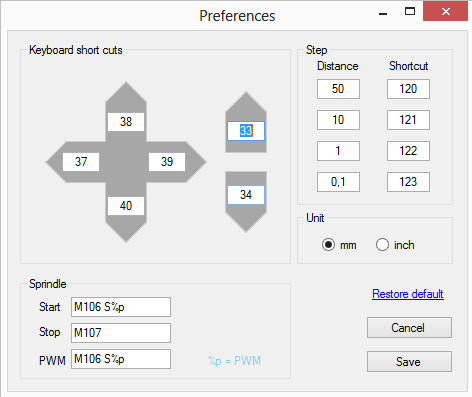 Preferences
Keyboard short cuts
38
37
39
40
33
34
Step
Distance Shortcut
50 120
10 121
1 122
0,1 123
Unit
mm inch
Sprindle
Start M106 S%p
Stop M107
PWM M106 S%p
%p = PWM
Restore default
Cancel
Save